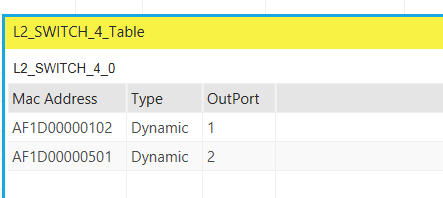 L2_SWITCH_4_Table
L2_SWITCH_4_0
Mac Address Type OutPort
AF1D00000102 Dynamic 1
AF1D00000501 Dynamic 2